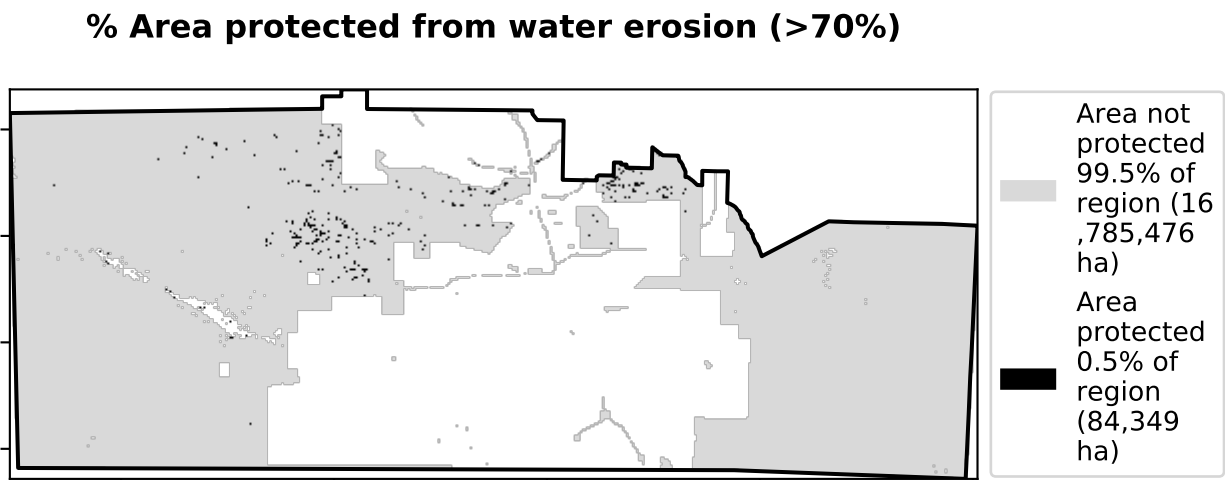 % Area protected from water erosion (>70%)
Area not
protected
99.5% of
region (16
,785,476
ha)
Area
protected
0.5% of
region
(84,349
ha)